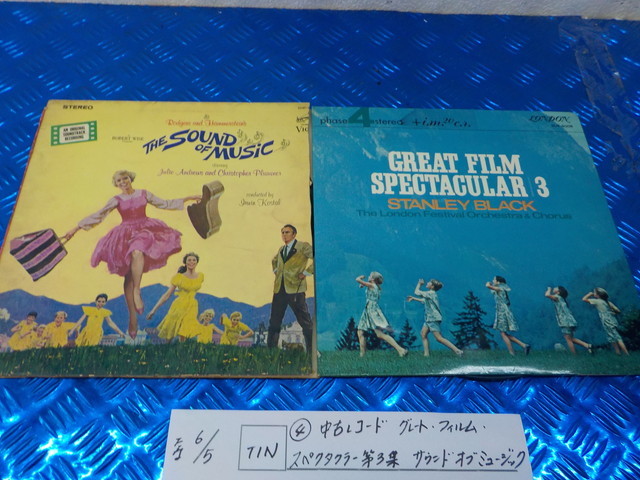 STEREO
AN ORIGINAL SOUNDTRACK RECORDING
Rodgers and Hammerstein's
ROBERT WISE
THE SOUND
OF MUSIC
starring
Julie Andrews and Christopher Plummer
conducted by
Irwin Kostal
phase 4 stereo
LONDON
GREAT FILM
SPECTACULAR 3
STANLEY BLACK
The London Festival Orchestra & Chorus
6/5
TIN
④ 中古レコード グレート・フィルム・
スペクタクラー第3集 サウンドオブミュージック